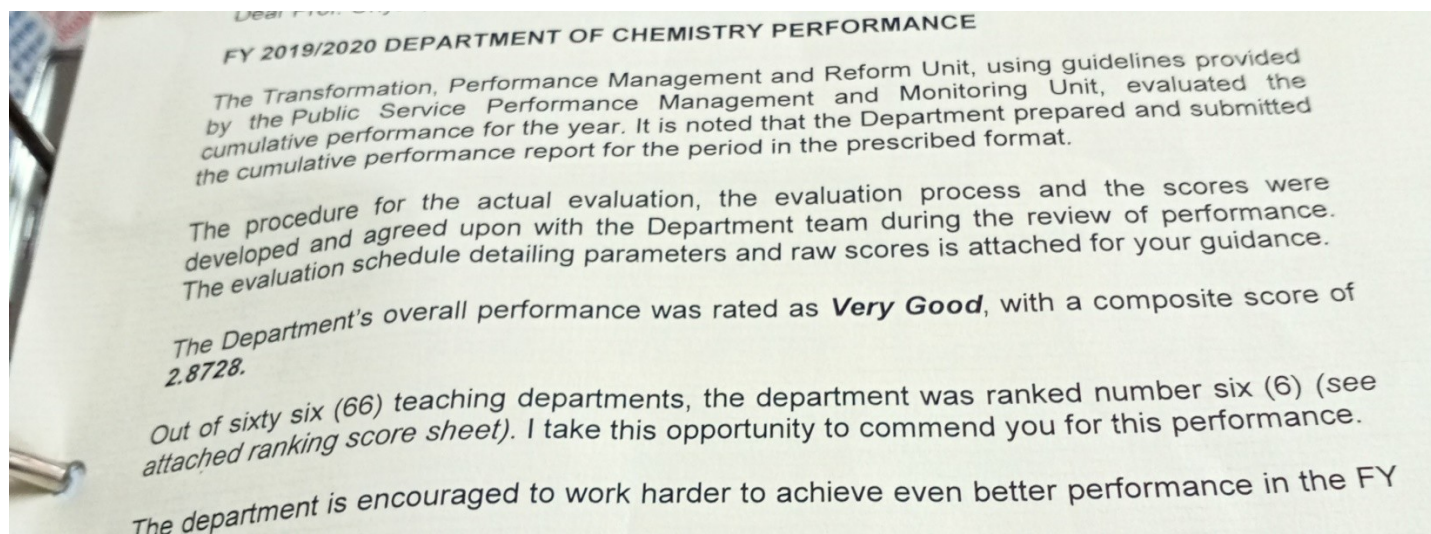 FY 2019/2020 DEPARTMENT OF CHEMISTRY PERFORMANCE
The Transformation, Performance Management and Reform Unit, using guidelines provided
by the Public Service Performance Management and Monitoring Unit, evaluated the
cumulative performance for the year. It is noted that the Department prepared and submitted
the cumulative performance report for the period in the prescribed format.
The procedure for the actual evaluation, the evaluation process and the scores were
developed and agreed upon with the Department team during the review of performance.
The evaluation schedule detailing parameters and raw scores is attached for your guidance.
The Department's overall performance was rated as Very Good, with a composite score of
2.8728.
Out of sixty six (66) teaching departments, the department was ranked number six (6) (see
attached ranking score sheet). I take this opportunity to commend you for this performance.
The department is encouraged to work harder to achieve even better performance in the FY